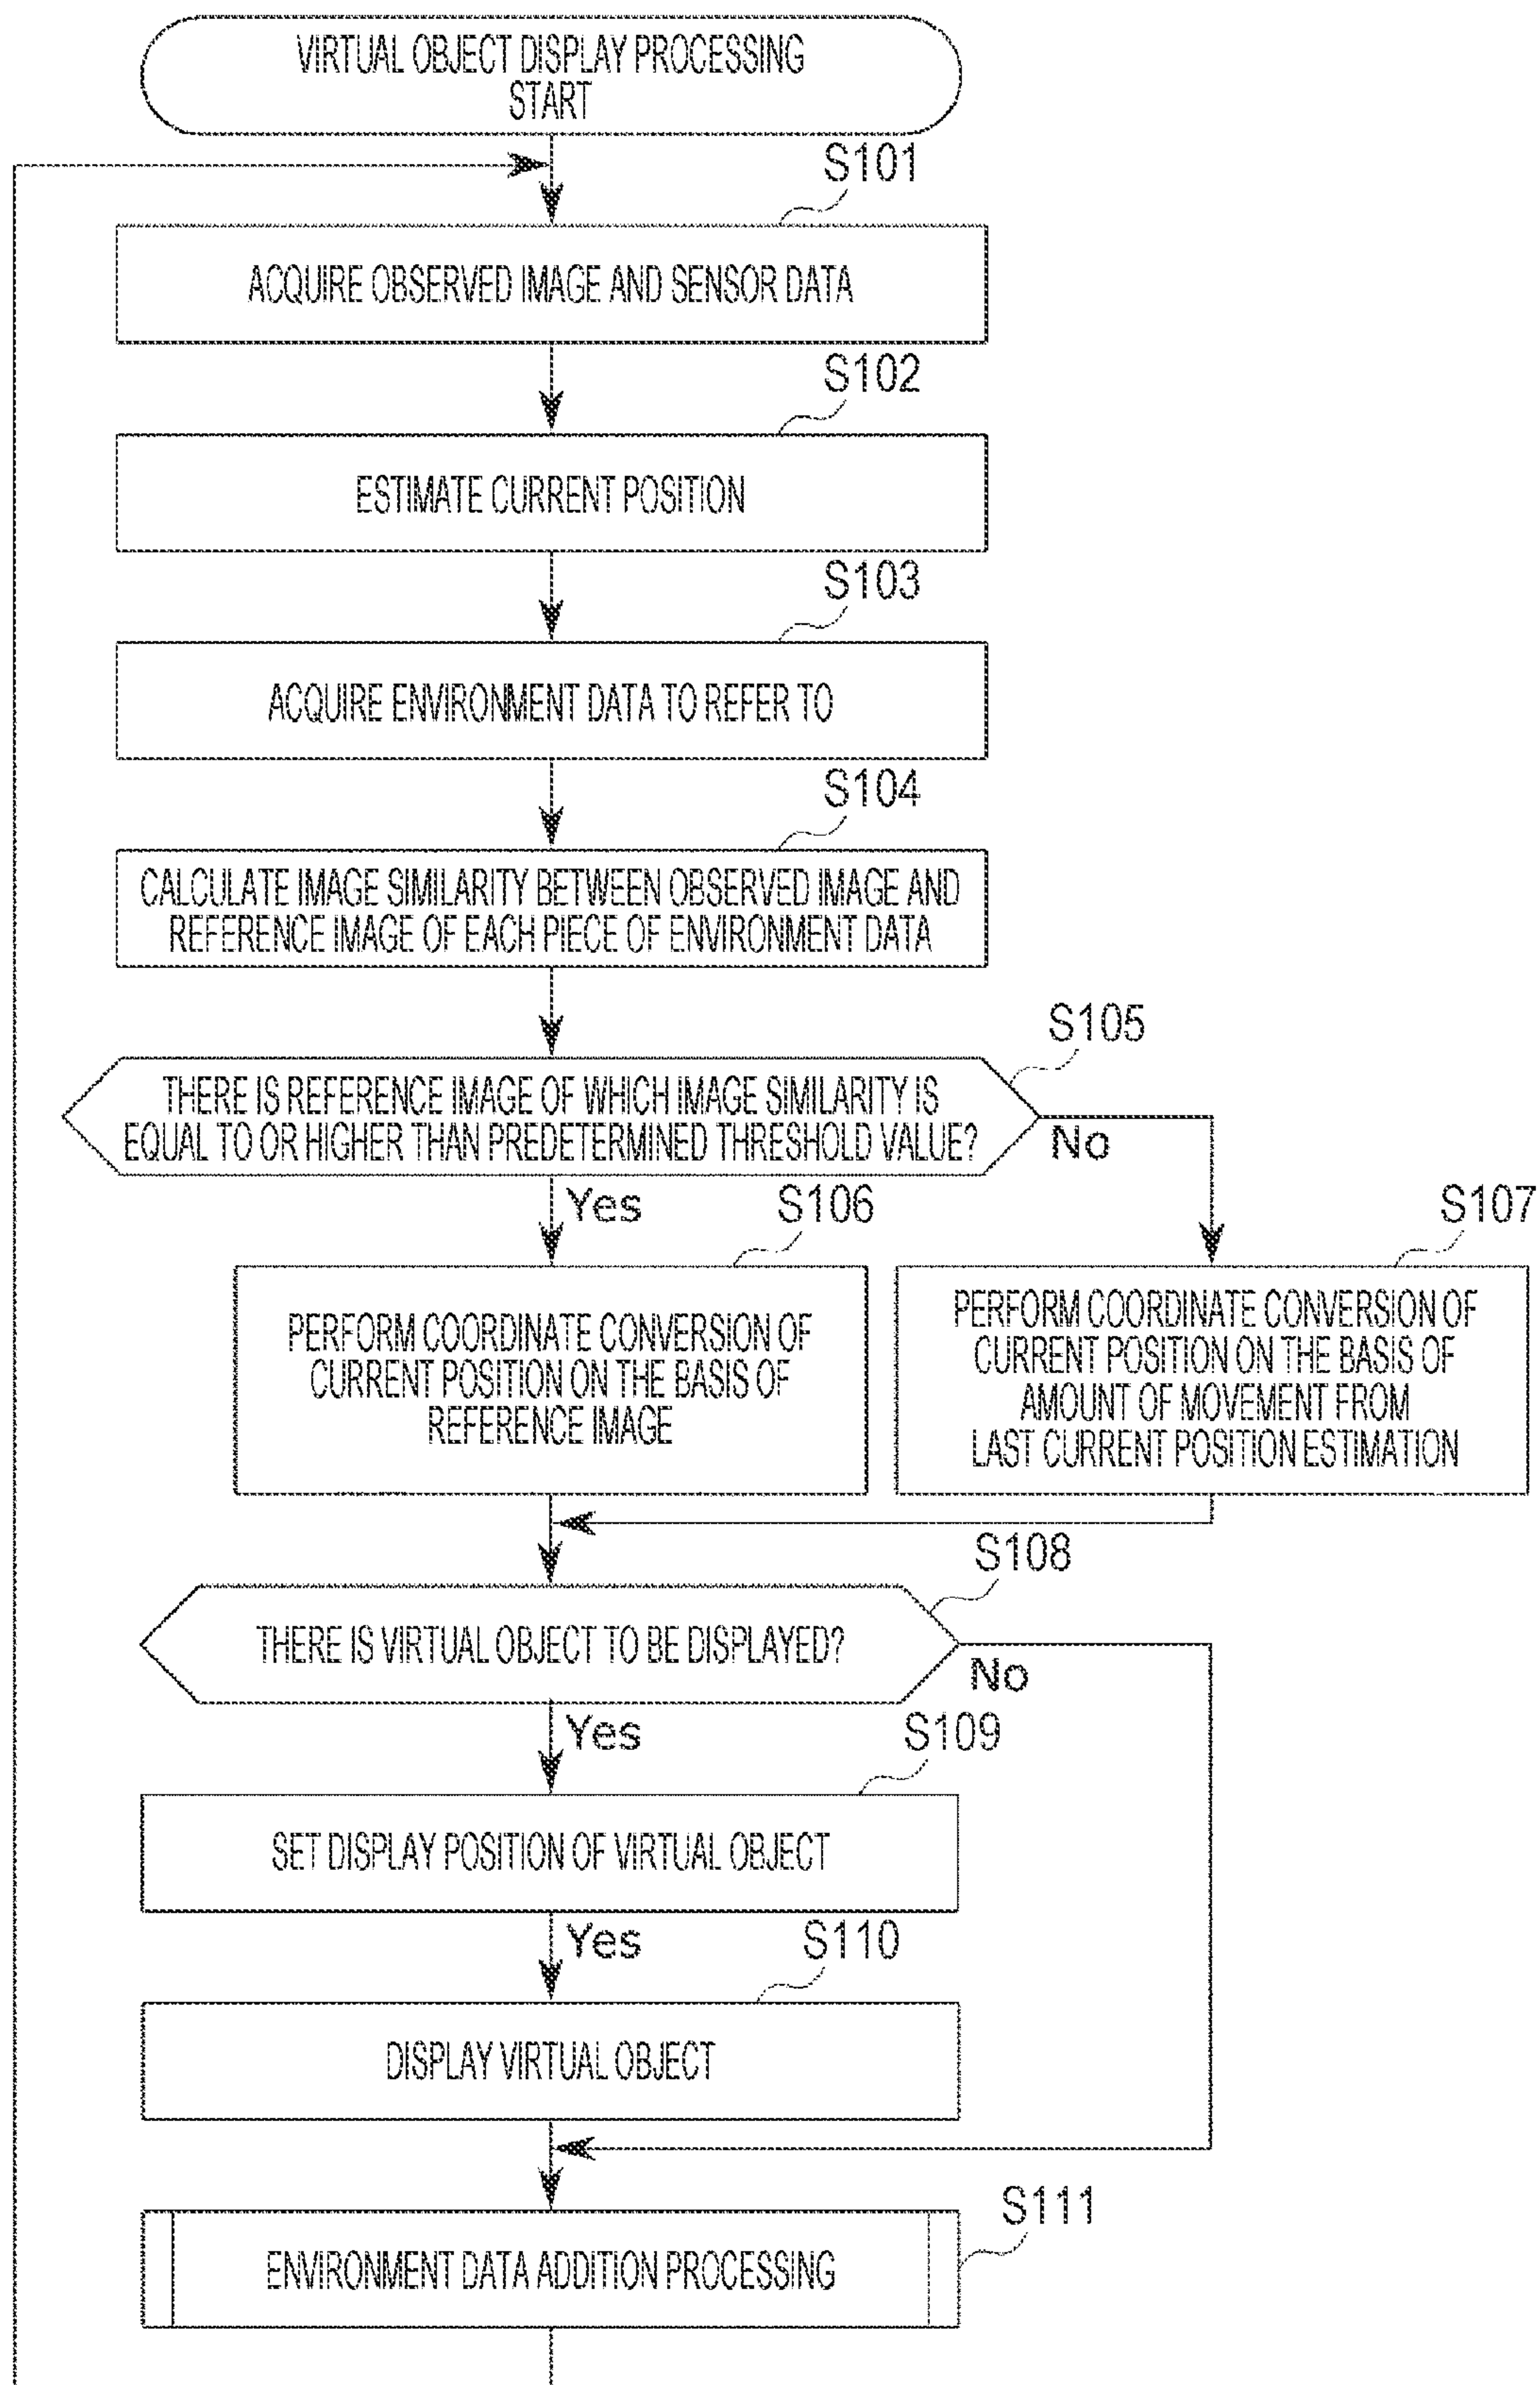 VIRTUAL OBJECT DISPLAY PROCESSING
START
S101
ACQUIRE OBSERVED IMAGE AND SENSOR DATA
S102
ESTIMATE CURRENT POSITION
S103
ACQUIRE ENVIRONMENT DATA TO REFER TO
S104
CALCULATE IMAGE SIMILARITY BETWEEN OBSERVED IMAGE AND
REFERENCE IMAGE OF EACH PIECE OF ENVIRONMENT DATA
S105
THERE IS REFERENCE IMAGE OF WHICH IMAGE SIMILARITY IS
EQUAL TO OR HIGHER THAN PREDETERMINED THRESHOLD VALUE?
No
Yes
S106
PERFORM COORDINATE CONVERSION OF
CURRENT POSITION ON THE BASIS OF
REFERENCE IMAGE
S107
PERFORM COORDINATE CONVERSION OF
CURRENT POSITION ON THE BASIS OF
AMOUNT OF MOVEMENT FROM
LAST CURRENT POSITION ESTIMATION
S108
THERE IS VIRTUAL OBJECT TO BE DISPLAYED?
No
Yes
S109
SET DISPLAY POSITION OF VIRTUAL OBJECT
Yes
S110
DISPLAY VIRTUAL OBJECT
S111
ENVIRONMENT DATA ADDITION PROCESSING